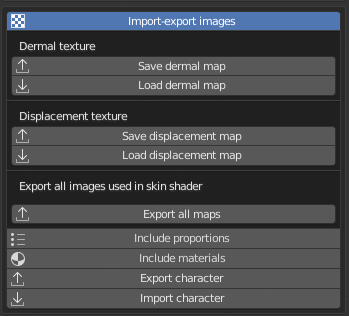 Import-export images
Dermal texture
Save dermal map
Load dermal map
Displacement texture
Save displacement map
Load displacement map
Export all images used in skin shader
Export all maps
Include proportions
Include materials
Export character
Import character